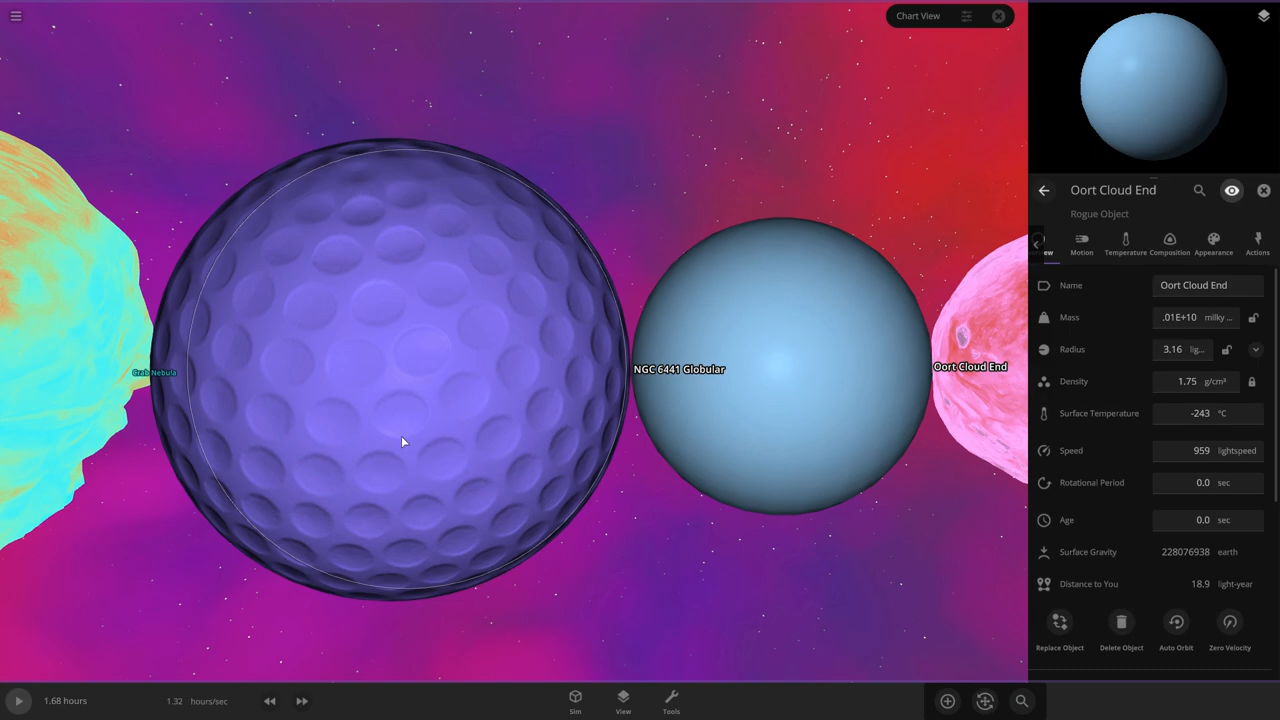 Chart View
Crab Nebula
NGC 6441 Globular
Oort Cloud End
Oort Cloud End
Rogue Object
Motion
Temperature
Composition
Appearance
Actions
Name Oort Cloud End
Mass .01E+10 milky ...
Radius 3.16 lig...
Density 1.75 g/cm³
Surface Temperature -243 °C
Speed 959 lightspeed
Rotational Period 0.0 sec
Age 0.0 sec
Surface Gravity 228076938 earth
Distance to You 18.9 light-year
Replace Object
Delete Object
Auto Orbit
Zero Velocity
1.68 hours
1.32 hours/sec
Sim
View
Tools